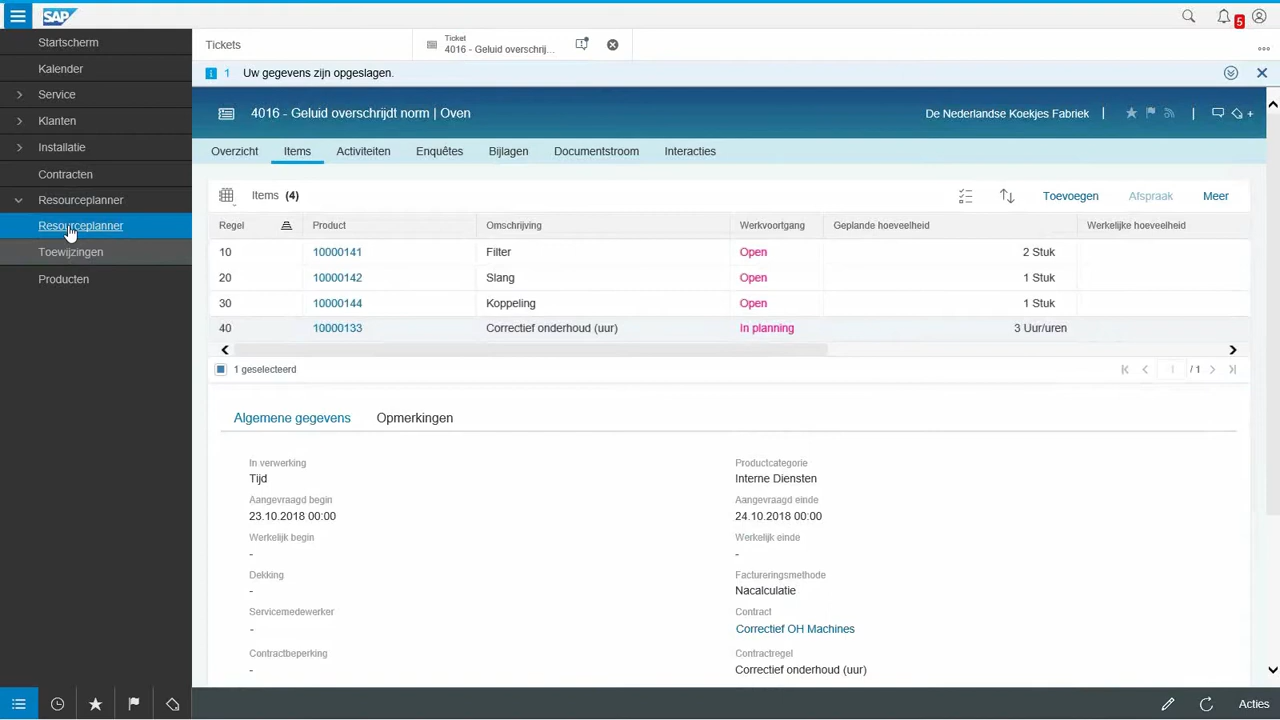 SAP
5
Startscherm
Kalender
Service
Klanten
Installatie
Contracten
Resourceplanner
Resourceplanner
Toewijzingen
Producten
Tickets
Ticket
4016 - Geluid overschrij...
1 Uw gegevens zijn opgeslagen.
4016 - Geluid overschrijdt norm | Oven
De Nederlandse Koekjes Fabriek
Overzicht Items Activiteiten Enquêtes Bijlagen Documentstroom Interacties
Items (4)
Toevoegen Afspraak Meer
Regel Product Omschrijving Werkvoortgang Geplande hoeveelheid Werkelijke hoeveelheid
10 10000141 Filter Open 2 Stuk
20 10000142 Slang Open 1 Stuk
30 10000144 Koppeling Open 1 Stuk
40 10000133 Correctief onderhoud (uur) In planning 3 Uur/uren
1 geselecteerd
1 / 1
Algemene gegevens Opmerkingen
In verwerking
Tijd
Productcategorie
Interne Diensten
Aangevraagd begin
23.10.2018 00:00
Aangevraagd einde
24.10.2018 00:00
Werkelijk begin
-
Werkelijk einde
-
Dekking
-
Factureringsmethode
Nacalculatie
Servicemedewerker
-
Contract
Correctief OH Machines
Contractbeperking
-
Contractregel
Correctief onderhoud (uur)
Acties